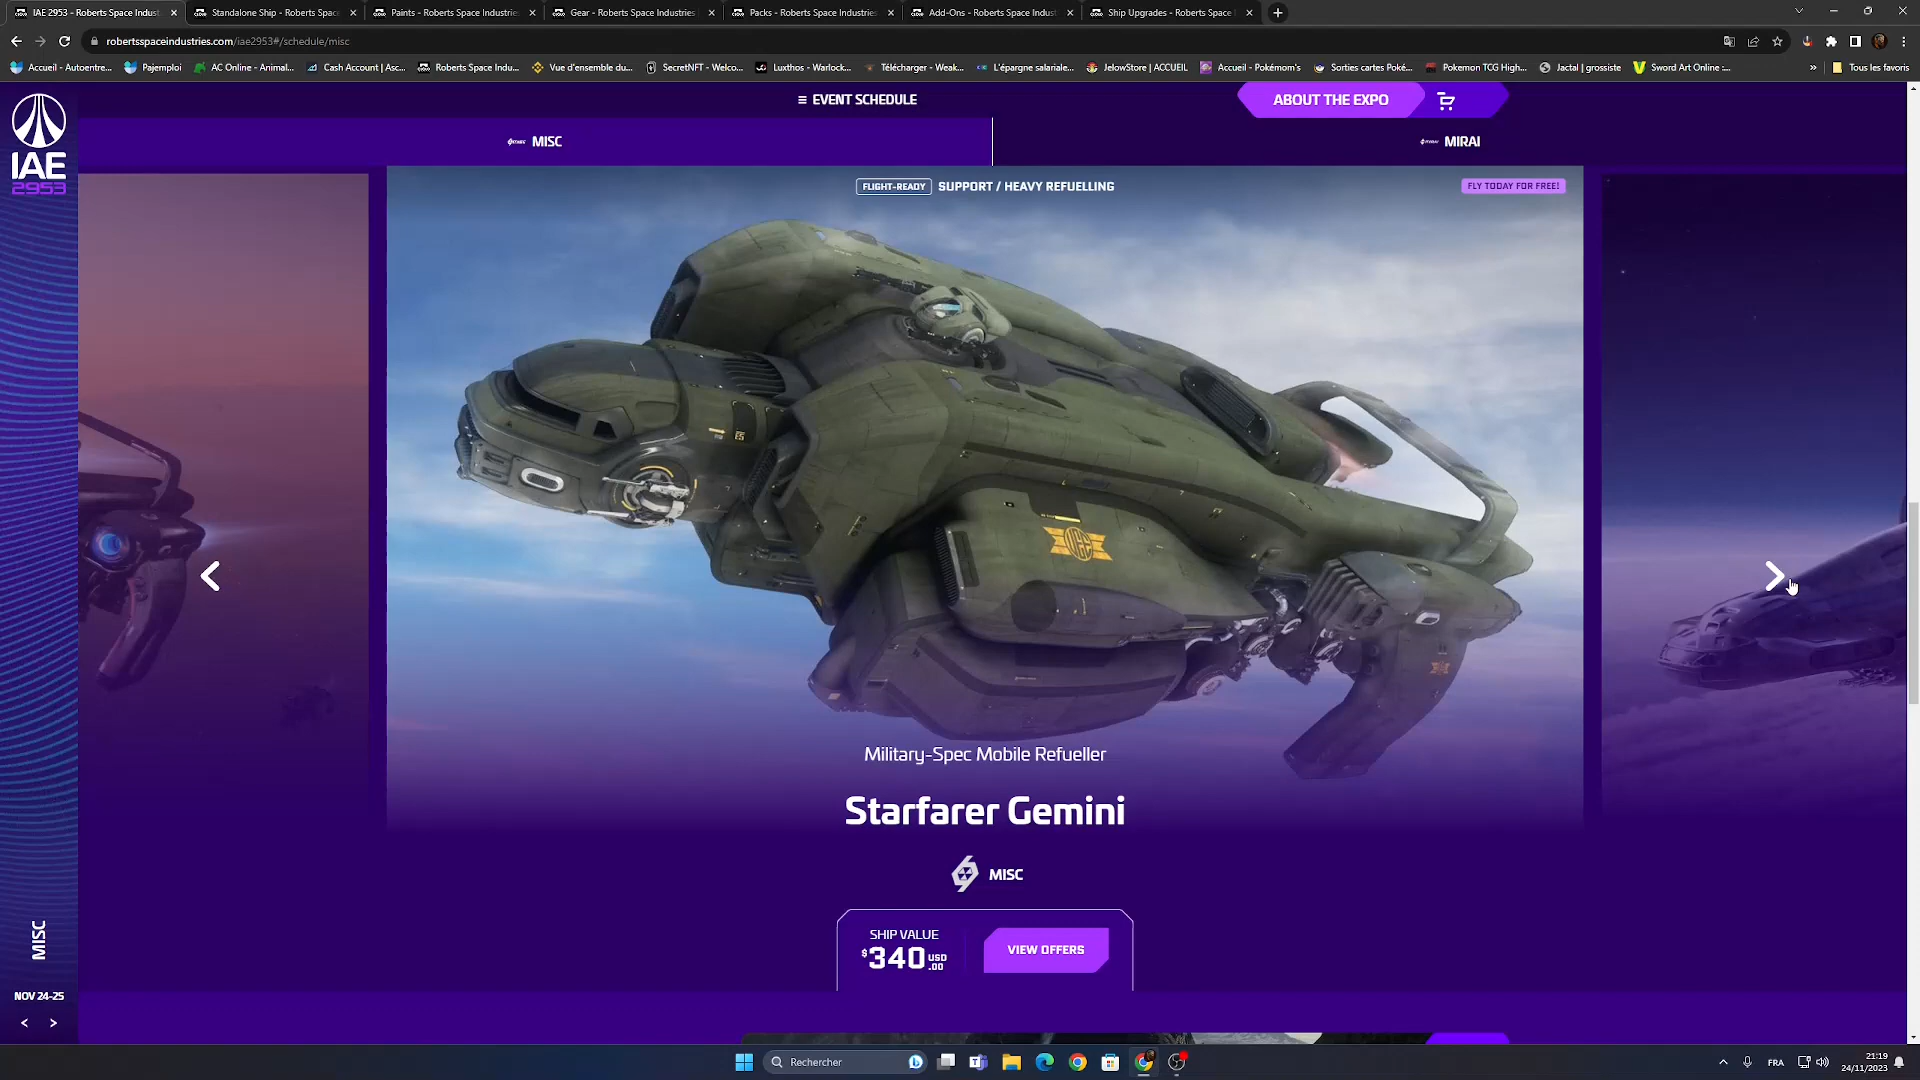 IAE 2953 - Roberts Space Indust
Standalone Ship - Roberts Space
Paints - Roberts Space Industries
Gear - Roberts Space Industries
Packs - Roberts Space Industries
Add-Ons - Roberts Space Indust
Ship Upgrades - Roberts Space
robertsspaceindustries.com/iae2953#/schedule/misc
Accueil - Autoentre...
Pajemploi
AC Online - Animal...
Cash Account | Asc...
Roberts Space Indu...
Vue d'ensemble du...
SecretNFT - Welco...
Luxthos - Warlock...
Télécharger - Weak...
L'épargne salariale...
JelowStore | ACCUEIL
Accueil - Pokémom's
Sorties cartes Poké...
Pokemon TCG High...
Jactal | grossiste
Sword Art Online :...
»
Tous les favoris
EVENT SCHEDULE
ABOUT THE EXPO
IAE
2953
MISC
MIRAI
FLIGHT-READY
SUPPORT / HEAVY REFUELLING
FLY TODAY FOR FREE!
UEE
Military-Spec Mobile Refueller
Starfarer Gemini
MISC
SHIP VALUE
$340 USD .00
VIEW OFFERS
MISC
NOV 24-25
< >
Rechercher
FRA
21:19
24/11/2023